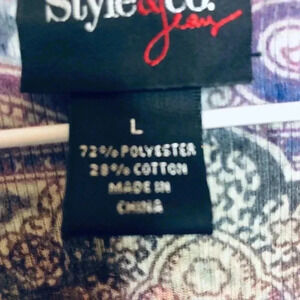 Style&co.
Jeans
L
72% POLYESTER
28% COTTON
MADE IN
CHINA